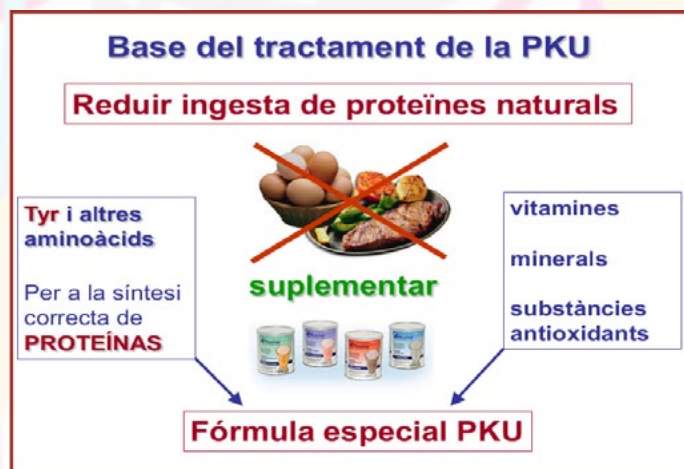 Base del tractament de la PKU
Reduir ingesta de proteïnes naturals
Tyr i altres
aminoàcids
Per a la síntesi
correcta de
PROTEÍNAS
suplementar
vitamines
minerals
substàncies
antioxidants
Fórmula especial PKU